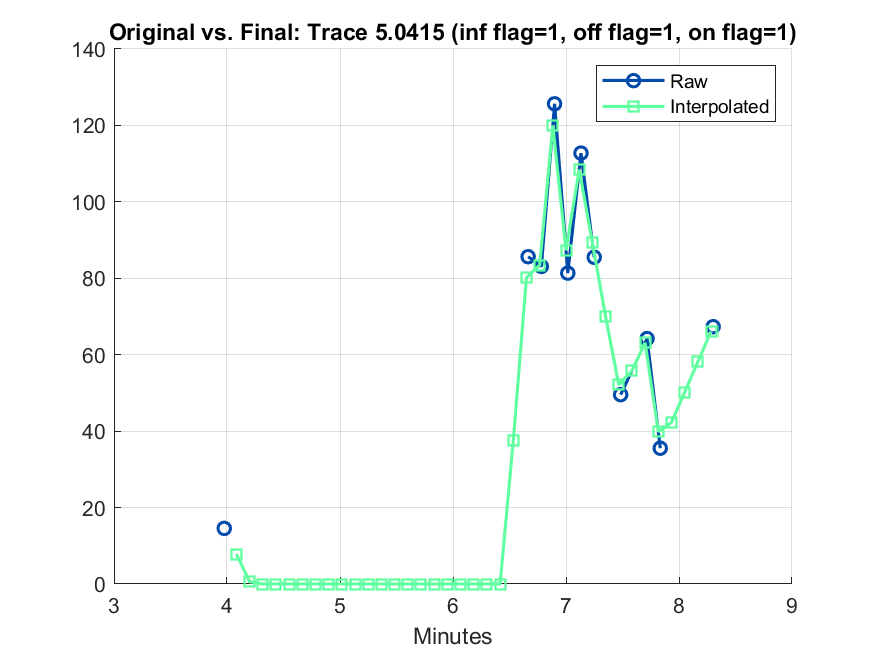 Original vs. Final: Trace 5.0415 (inf flag=1, off flag=1, on flag=1)
140
120
100
80
60
40
20
0
Raw
Interpolated
3 4 5 6 7 8 9
Minutes